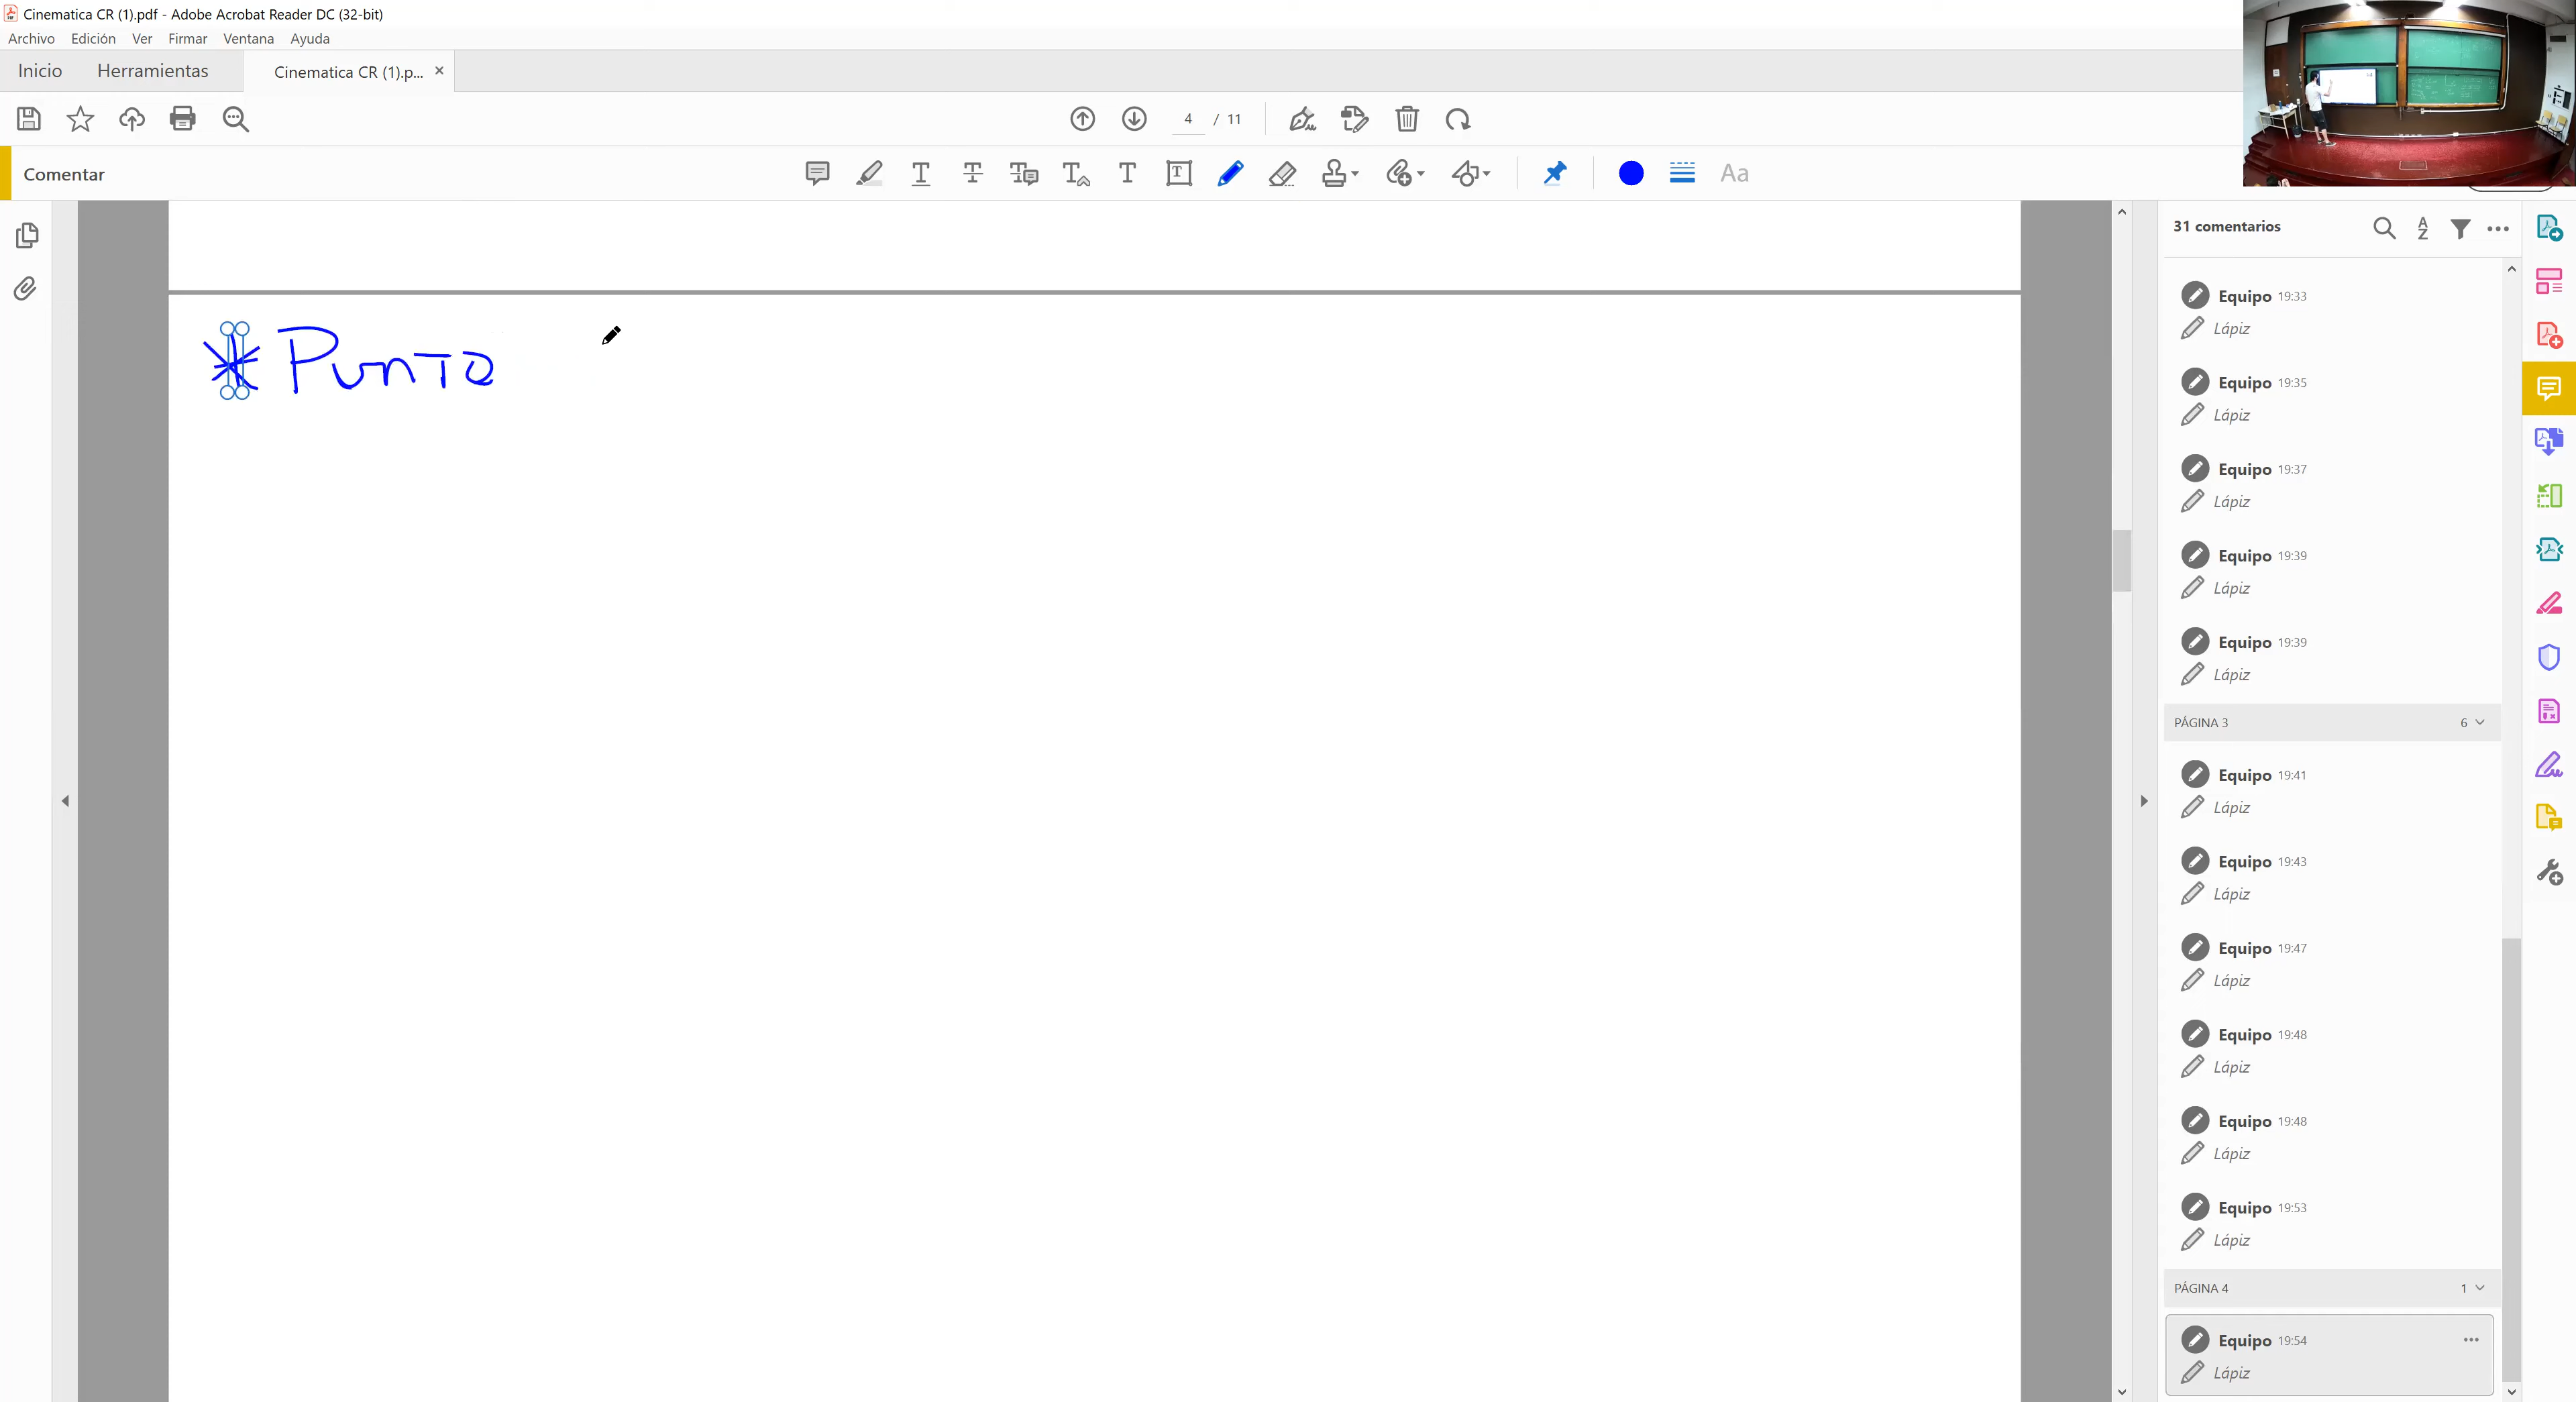 Cinematica CR (1).pdf - Adobe Acrobat Reader DC (32-bit)
Archivo Edición Ver Firmar Ventana Ayuda
Inicio Herramientas Cinematica CR (1).p... ×
4 / 11
Comentar
Aa
31 comentarios
* Punto
Equipo 19:33
Lápiz
Equipo 19:35
Lápiz
Equipo 19:37
Lápiz
Equipo 19:39
Lápiz
Equipo 19:39
Lápiz
PÁGINA 3 6
Equipo 19:41
Lápiz
Equipo 19:43
Lápiz
Equipo 19:47
Lápiz
Equipo 19:48
Lápiz
Equipo 19:48
Lápiz
Equipo 19:53
Lápiz
PÁGINA 4 1
Equipo 19:54
Lápiz